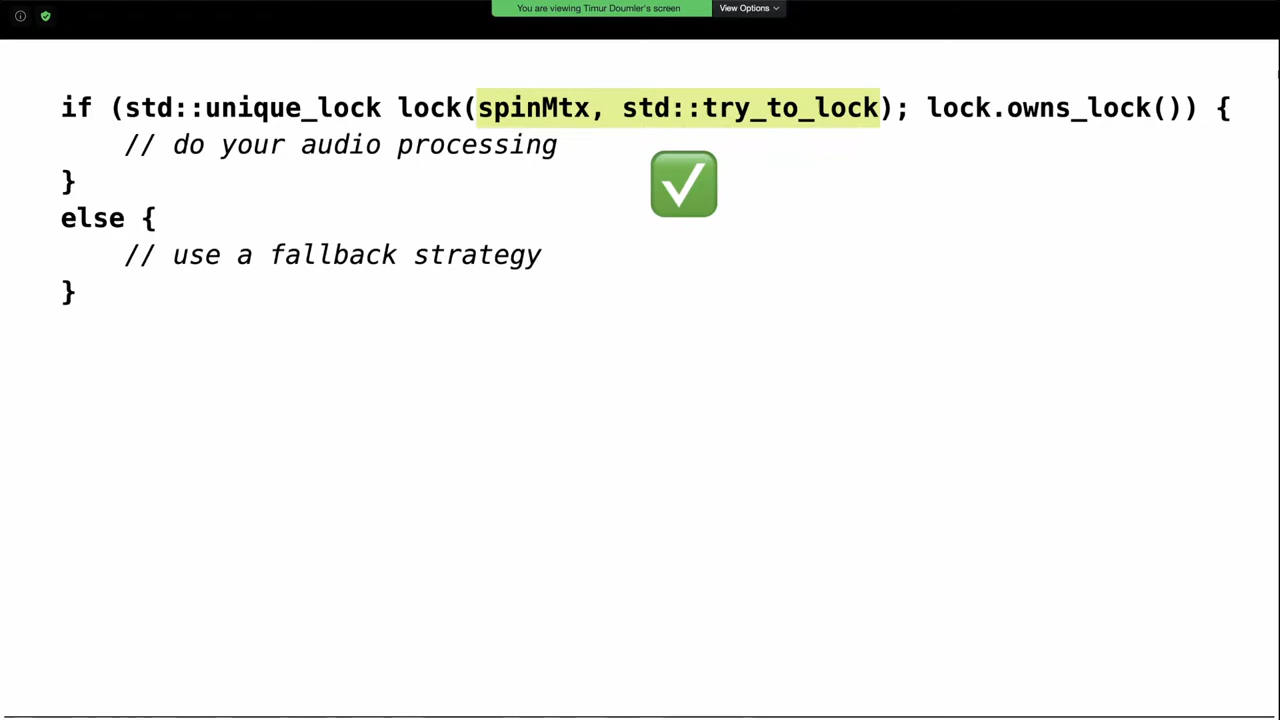 You are viewing Timur Doumler's screen
View Options
if (std::unique_lock lock(spinMtx, std::try_to_lock); lock.owns_lock()) {
// do your audio processing
}
else {
// use a fallback strategy
}